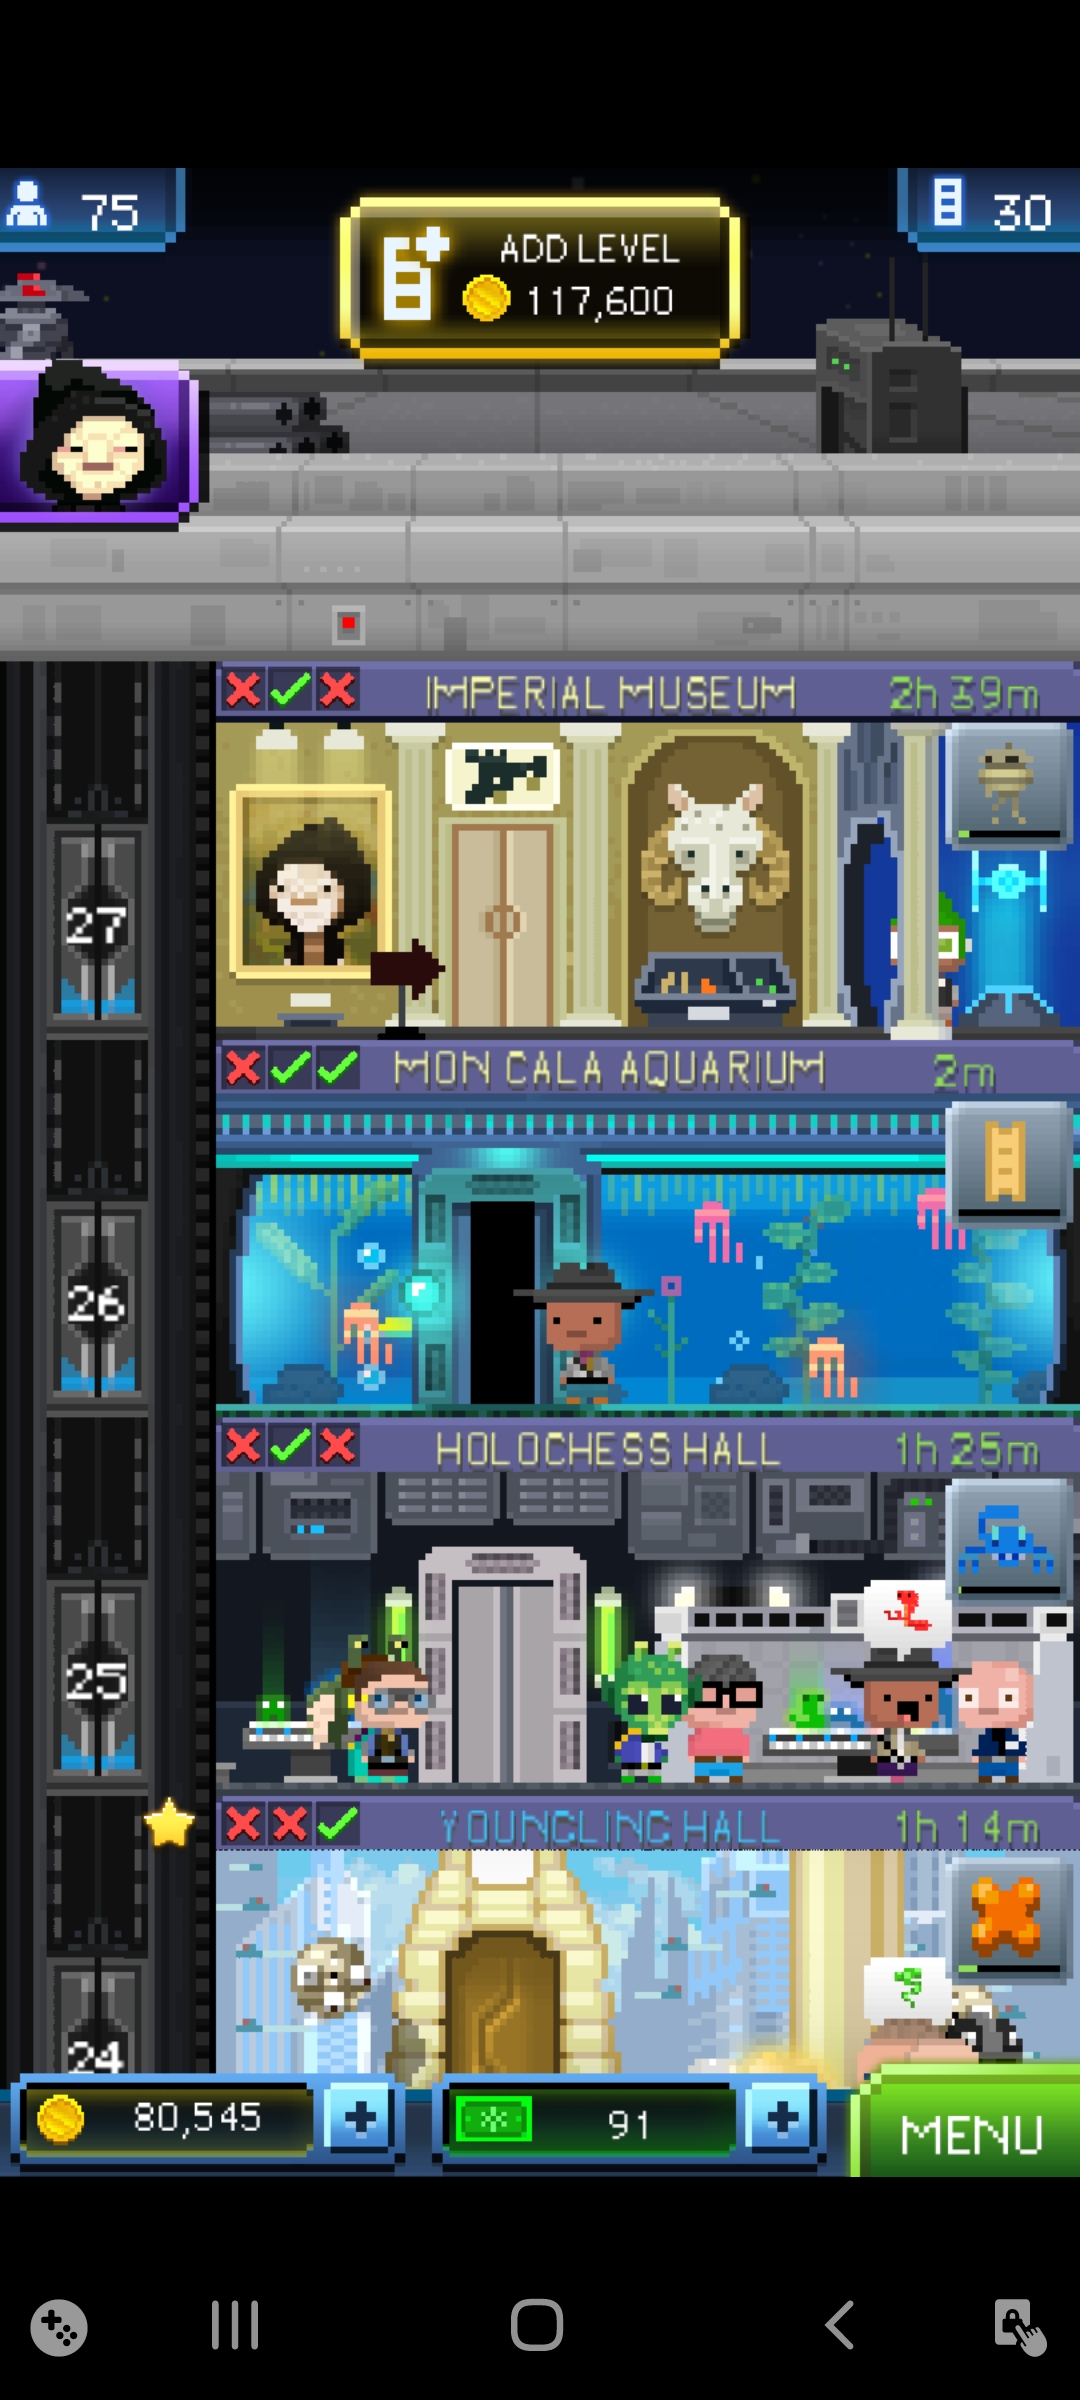 75
ADD LEVEL
117,600
30
IMPERIAL MUSEUM 2h 39m
27
MON CALA AQUARIUM 2m
26
HOLOCHESS HALL 1h 25m
25
YOUNGLING HALL 1h 14m
24
80,545
91
MENU